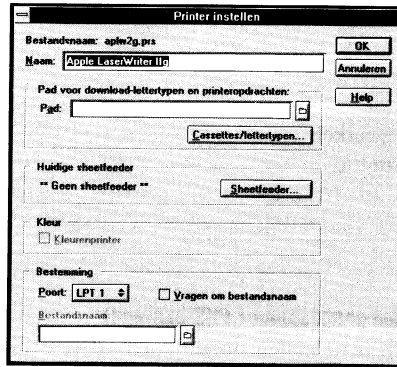 Printer instellen
Bestandsnaam: aplw2g.prs
Naam: Apple LaserWriter IIg
OK
Annuleren
Help
Pad voor download-lettertypen en printeropdrachten:
Pad:
Cassettes/lettertypen...
Huidige sheetfeeder
** Geen sheetfeeder **
Sheetfeeder...
Kleur
Kleurenprinter
Bestemming
Poort: LPT 1
Vragen om bestandsnaam
Bestandsnaam